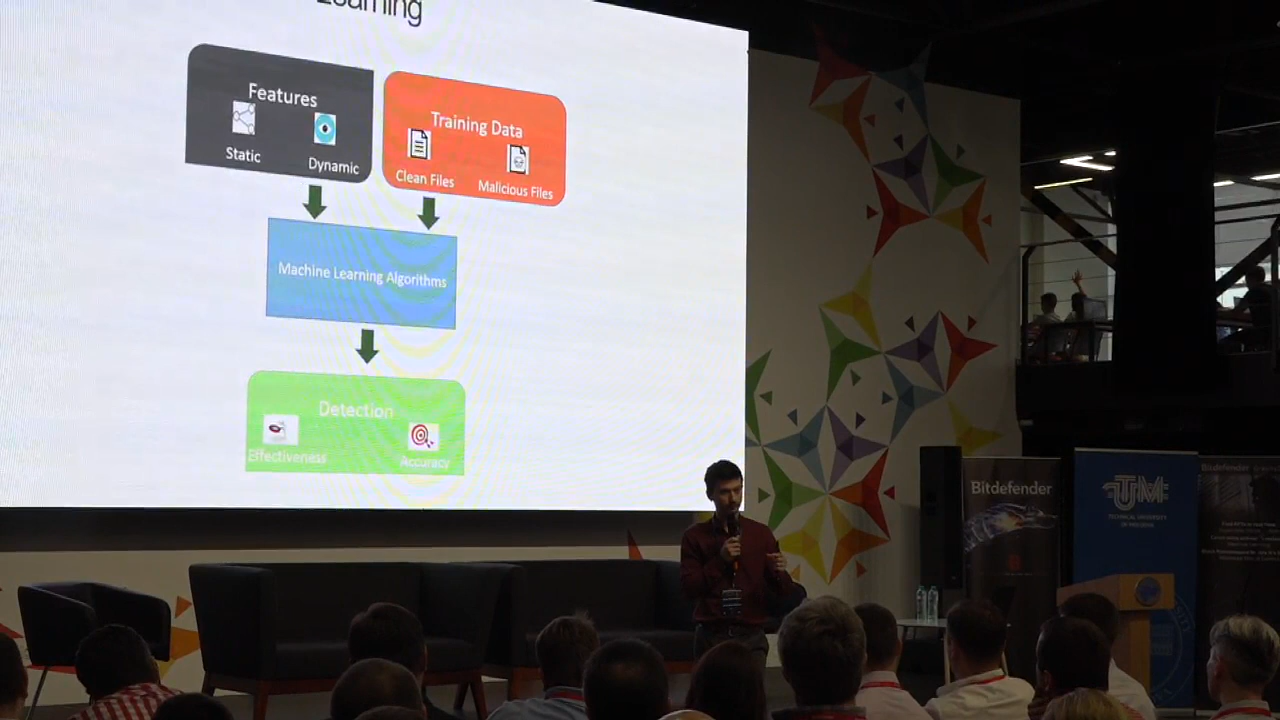 Learning
Features
Static
Dynamic
Training Data
Clean Files
Malicious Files
Machine Learning Algorithms
Detection
Effectiveness
Accuracy
Bitdefender
UTM
TECHNICAL UNIVERSITY
OF MOLDOVA
Bitdefender